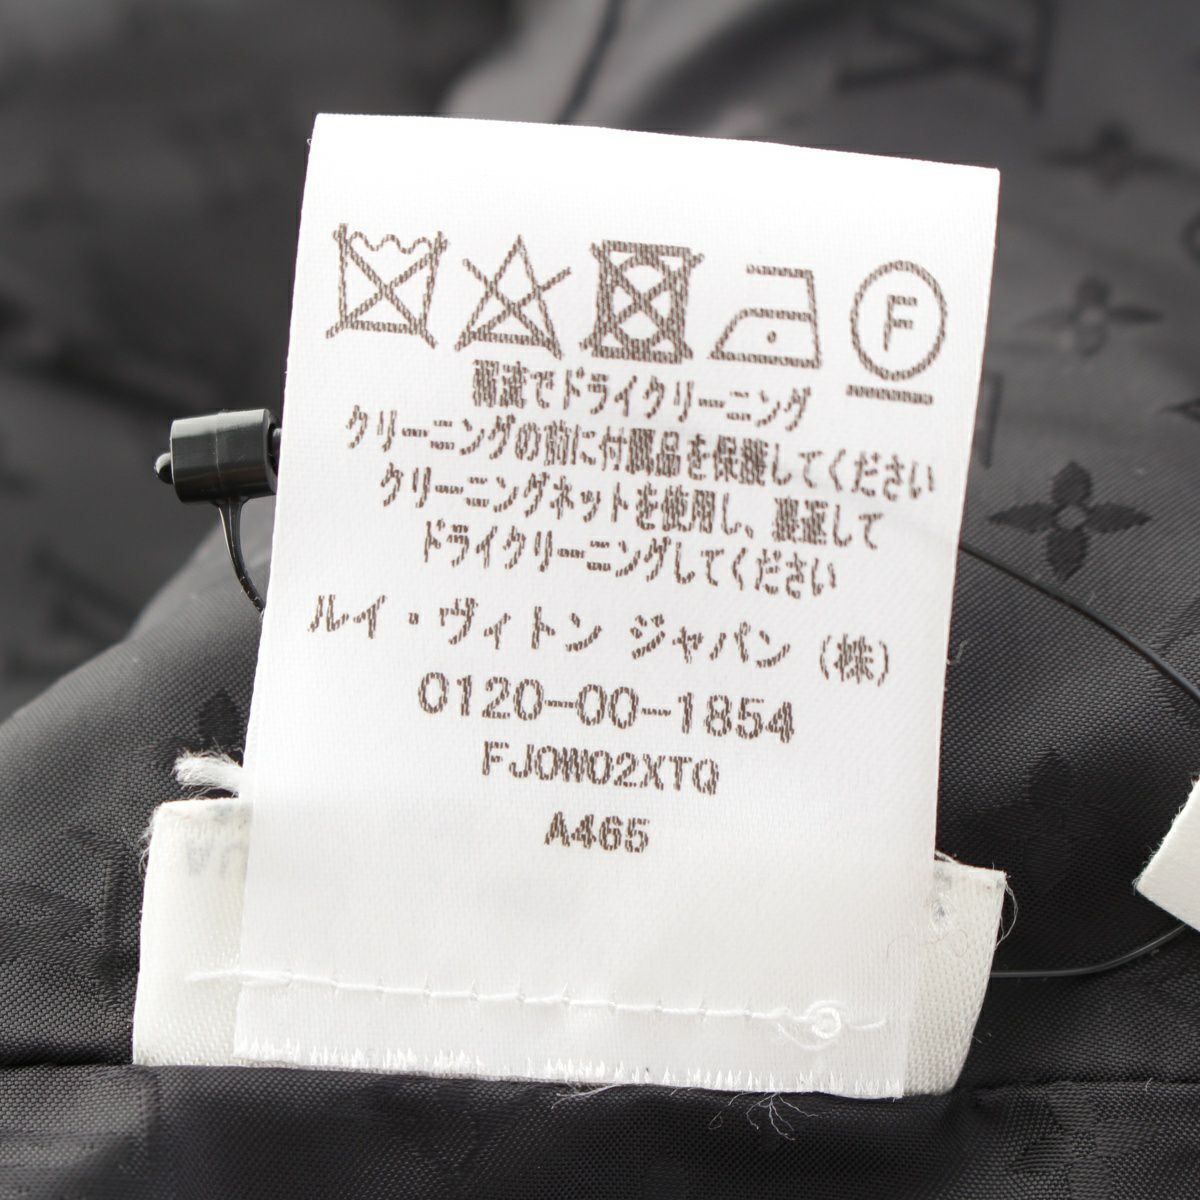 F
弱流でドライクリーニング
クリーニングの前に付属品を保護してください
クリーニングネットを使用し、裏返して
ドライクリーニングしてください
ルイ・ヴィトン ジャパン (株)
0120-00-1854
FJOW02XTQ
A465